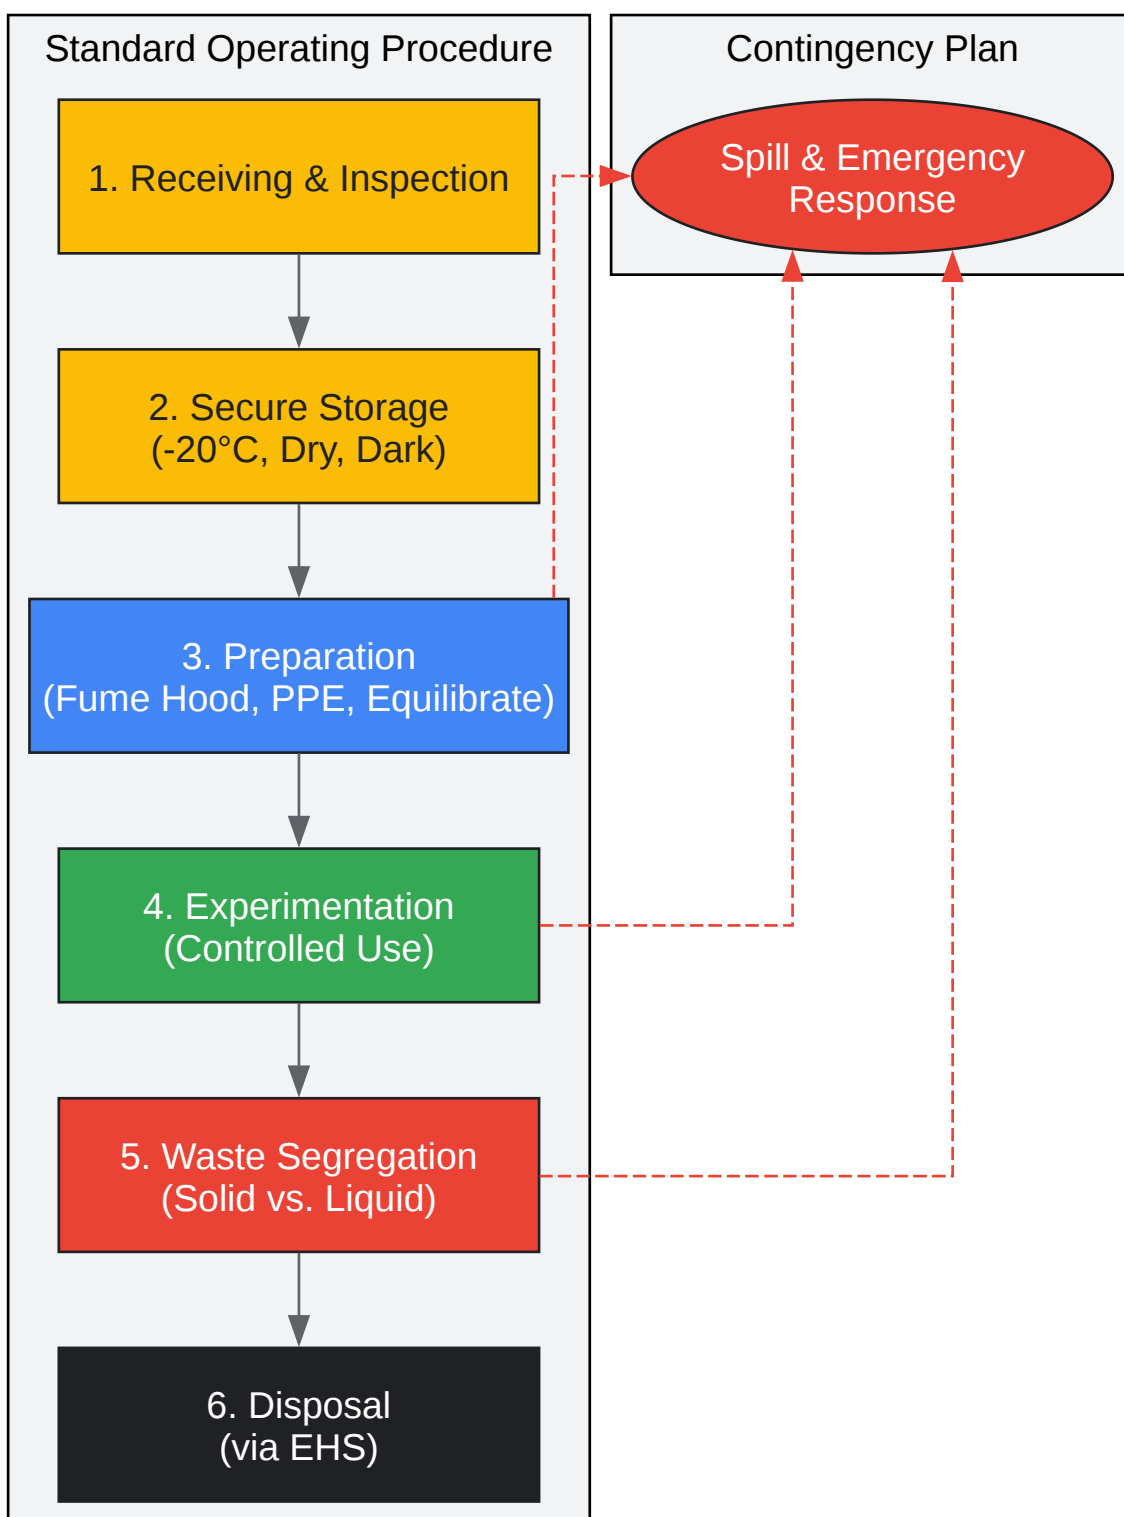 Standard Operating Procedure
1. Receiving & Inspection
2. Secure Storage
(-20°C, Dry, Dark)
3. Preparation
(Fume Hood, PPE, Equilibrate)
4. Experimentation
(Controlled Use)
5. Waste Segregation
(Solid vs. Liquid)
6. Disposal
(via EHS)
Contingency Plan
Spill & Emergency
Response